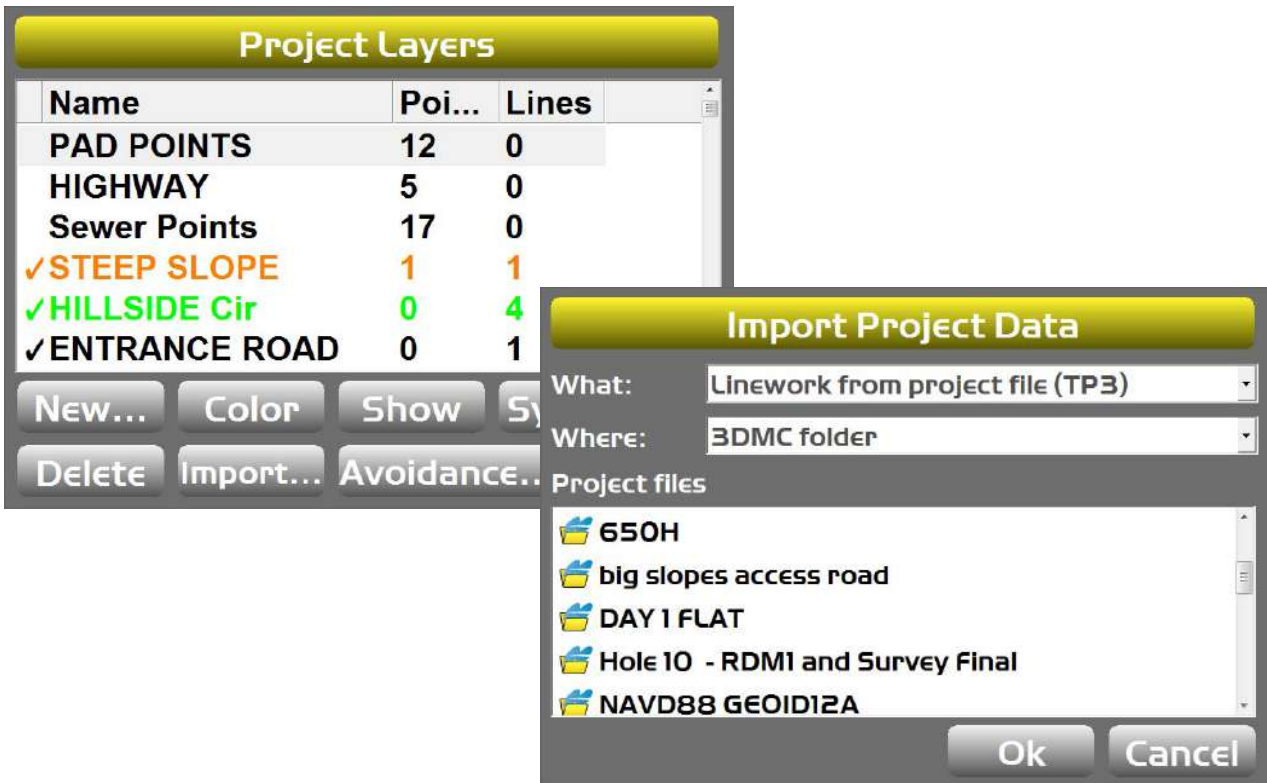 Project Layers
Name Poi... Lines
PAD POINTS 12 0
HIGHWAY 5 0
Sewer Points 17 0
✓STEEP SLOPE 1 1
✓HILLSIDE Cir 0 4
✓ENTRANCE ROAD 0 1
New... Color Show
Delete Import... Avoidance..
Import Project Data
What: Linework from project file (TP3)
Where: 3DMC folder
Project files
650H
big slopes access road
DAY 1 FLAT
Hole 10 - RDM1 and Survey Final
NAVD88 GEOID12A
Ok Cancel